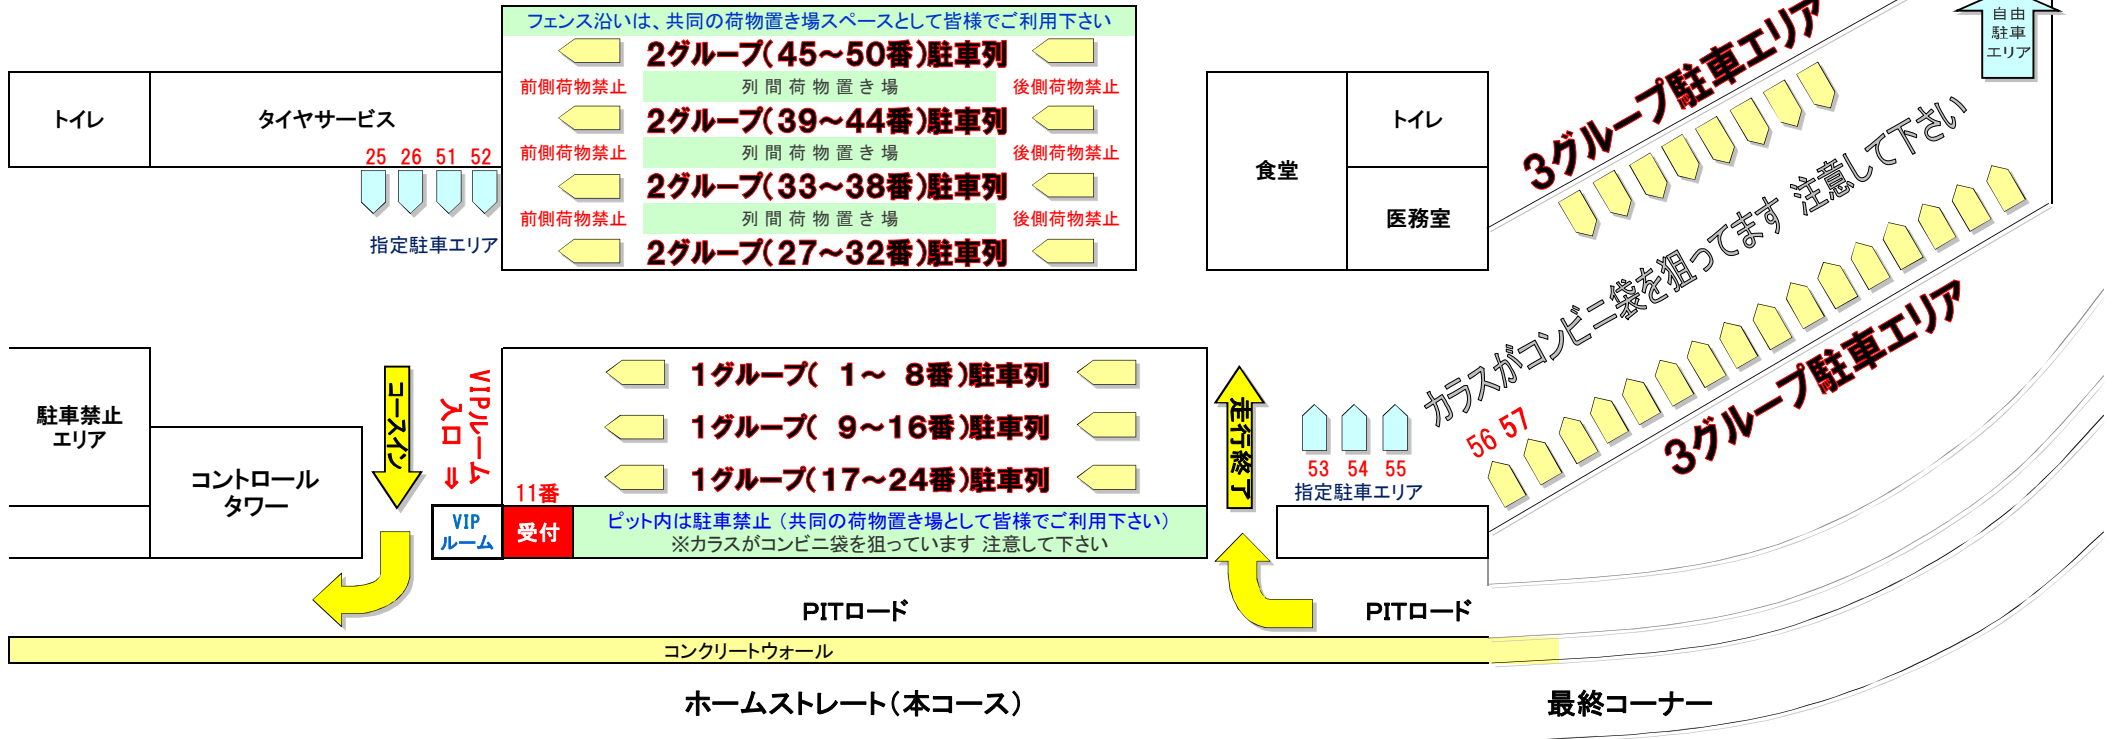 フェンス沿いは、共同の荷物置き場スペースとして皆様でご利用下さい
2グループ(45～50番)駐車列
前側荷物禁止 列間荷物置き場 後側荷物禁止
2グループ(39～44番)駐車列
前側荷物禁止 列間荷物置き場 後側荷物禁止
2グループ(33～38番)駐車列
前側荷物禁止 列間荷物置き場 後側荷物禁止
2グループ(27～32番)駐車列
トイレ
タイヤサービス
25 26 51 52
指定駐車エリア
食堂
トイレ
医務室
自由
駐車
エリア
3グループ駐車エリア
カラスがコンビニ袋を狙ってます 注意して下さい
3グループ駐車エリア
56 57
駐車禁止
エリア
コントロール
タワー
コースイン
VIPルーム
入口 ⇒
1グループ( 1～ 8番)駐車列
1グループ( 9～16番)駐車列
1グループ(17～24番)駐車列
走行終了
53 54 55
指定駐車エリア
11番
VIP
ルーム
受付
ピット内は駐車禁止（共同の荷物置き場として皆様でご利用下さい）
※カラスがコンビニ袋を狙っています 注意して下さい
PITロード
PITロード
コンクリートウォール
ホームストレート(本コース)
最終コーナー